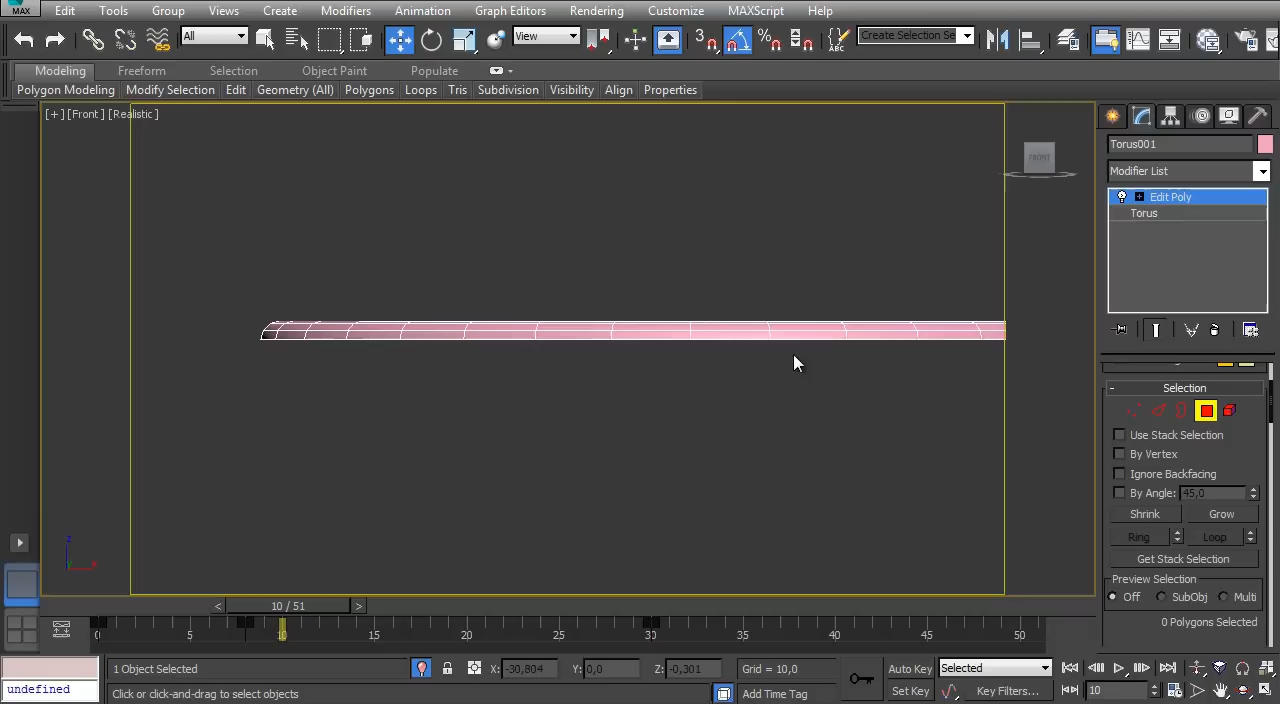 MAX Edit Tools Group Views Create Modifiers Animation Graph Editors Rendering Customize MAXScript Help
All View 3 % ABC Create Selection Se
Modeling Freeform Selection Object Paint Populate
Polygon Modeling Modify Selection Edit Geometry (All) Polygons Loops Tris Subdivision Visibility Align Properties
[+] [Front] [Realistic]
FRONT
Torus001
Modifier List
Edit Poly
Torus
Selection
Use Stack Selection
By Vertex
Ignore Backfacing
By Angle: 45,0
Shrink Grow
Ring Loop
Get Stack Selection
Preview Selection
Off SubObj Multi
0 Polygons Selected
z
x
< 10 / 51 >
0 5 10 15 20 25 30 35 40 45 50
1 Object Selected X: -30,804 Y: 0,0 Z: -0,301 Grid = 10,0 Auto Key Selected
undefined Click or click-and-drag to select objects Add Time Tag Set Key Key Filters... 10